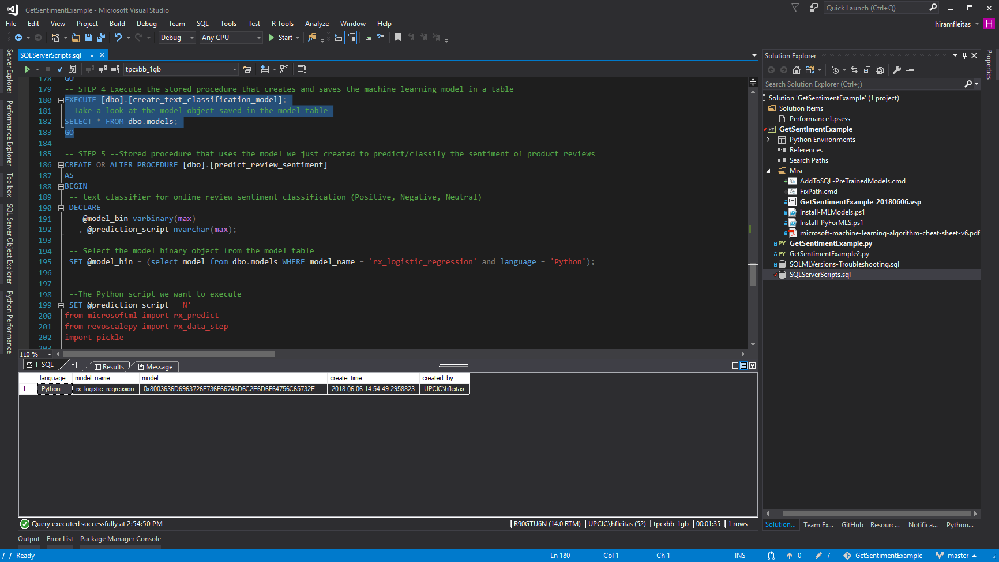 GetSentimentExample - Microsoft Visual Studio
Quick Launch (Ctrl+Q)
File Edit View Project Build Debug Team SQL Tools Test R Tools Analyze Window Help
hiramfleitas H
Debug Any CPU Start
Server Explorer
Performance Explorer
Toolbox
SQL Server Object Explorer
Python Performance
SQLServerScripts.sql
tpcxbb_1gb
178 GO
179 -- STEP 4 Execute the stored procedure that creates and saves the machine learning model in a table
180 EXECUTE [dbo].[create_text_classification_model];
181 --Take a look at the model object saved in the model table
182 SELECT * FROM dbo.models;
183 GO
184
185 -- STEP 5 --Stored procedure that uses the model we just created to predict/classify the sentiment of product reviews
186 CREATE OR ALTER PROCEDURE [dbo].[predict_review_sentiment]
187 AS
188 BEGIN
189 -- text classifier for online review sentiment classification (Positive, Negative, Neutral)
190 DECLARE
191 @model_bin varbinary(max)
192 , @prediction_script nvarchar(max);
193
194 -- Select the model binary object from the model table
195 SET @model_bin = (select model from dbo.models WHERE model_name = 'rx_logistic_regression' and language = 'Python');
196
197
198 --The Python script we want to execute
199 SET @prediction_script = N'
200 from microsoftml import rx_predict
201 from revoscalepy import rx_data_step
202 import pickle
203
110 %
T-SQL Results Message
language model_name model create_time created_by
1 Python rx_logistic_regression 0x8003636D6963726F736F66746D6C2E6D6F64756C65732E... 2018-06-06 14:54:49.2958823 UPCIC\hfleitas
Query executed successfully at 2:54:50 PM
R90GTU6N (14.0 RTM) UPCIC\hfleitas (52) tpcxbb_1gb 00:01:35 1 rows
Output Error List Package Manager Console
Solution Explorer
Search Solution Explorer (Ctrl+;)
Solution 'GetSentimentExample' (1 project)
Solution Items
Performance1.psess
PY GetSentimentExample
Python Environments
References
Search Paths
Misc
AddToSQL-PreTrainedModels.cmd
FixPath.cmd
GetSentimentExample_20180606.vsp
Install-MLModels.ps1
Install-PyForMLS.ps1
microsoft-machine-learning-algorithm-cheat-sheet-v6.pdf
PY GetSentimentExample.py
PY GetSentimentExample2.py
SQLMLVersions-Troubleshooting.sql
SQLServerScripts.sql
Solution... Team Ex... GitHub Resourc... Notifica... Python...
Properties
Ready Ln 180 Col 1 Ch 1 INS 0 7 GetSentimentExample master